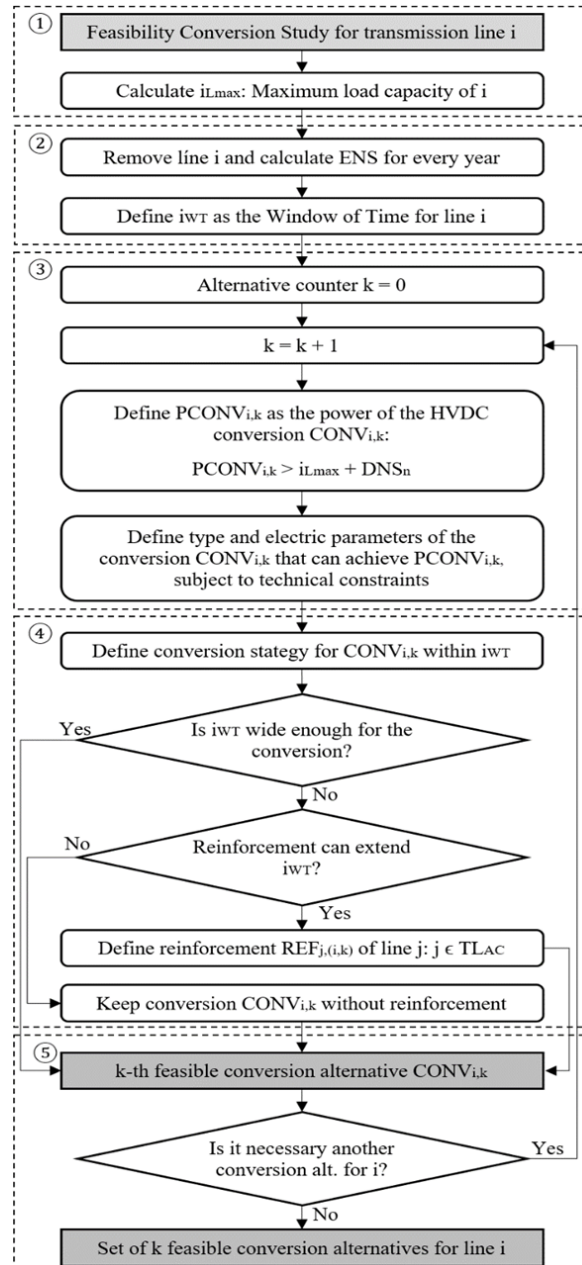 ①
Feasibility Conversion Study for transmission line i
Calculate iLmax: Maximum load capacity of i
②
Remove líne i and calculate ENS for every year
Define iWT as the Window of Time for line i
③
Alternative counter k = 0
k = k + 1
Define PCONVi,k as the power of the HVDC
conversion CONVi,k:
PCONVi,k > iLmax + DNSn
Define type and electric parameters of the
conversion CONVi,k that can achieve PCONVi,k,
subject to technical constraints
④
Define conversion stategy for CONVi,k within iWT
Yes
Is iWT wide enough for the
conversion?
No
No
Reinforcement can extend
iWT?
Yes
Define reinforcement REFj,(i,k) of line j: j ϵ TLAC
Keep conversion CONVi,k without reinforcement
⑤
k-th feasible conversion alternative CONVi,k
Is it necessary another
conversion alt. for i?
Yes
No
Set of k feasible conversion alternatives for line i